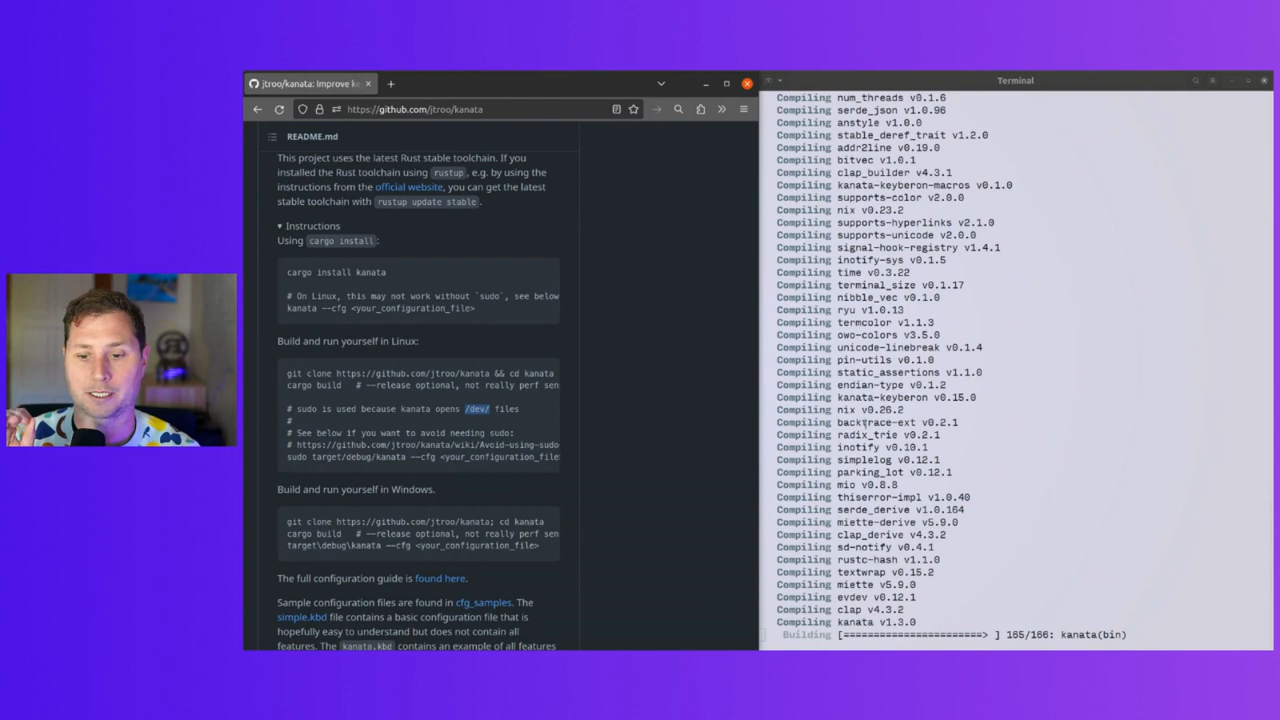 jtroo/kanata: Improve ke
https://github.com/jtroo/kanata
README.md
This project uses the latest Rust stable toolchain. If you
installed the Rust toolchain using rustup, e.g. by using the
instructions from the official website, you can get the latest
stable toolchain with rustup update stable.
Instructions
Using cargo install:
cargo install kanata
# On Linux, this may not work without `sudo`, see below
kanata --cfg <your_configuration_file>
Build and run yourself in Linux:
git clone https://github.com/jtroo/kanata && cd kanata
cargo build # --release optional, not really perf sen
# sudo is used because kanata opens /dev/ files
#
# See below if you want to avoid needing sudo:
# https://github.com/jtroo/kanata/wiki/Avoid-using-sudo
sudo target/debug/kanata --cfg <your_configuration_file
Build and run yourself in Windows.
git clone https://github.com/jtroo/kanata; cd kanata
cargo build # --release optional, not really perf sen
target\debug\kanata --cfg <your_configuration_file>
The full configuration guide is found here.
Sample configuration files are found in cfg_samples. The
simple.kbd file contains a basic configuration file that is
hopefully easy to understand but does not contain all
features. The kanata.kbd contains an example of all features
Terminal
Compiling num_threads v0.1.6
Compiling serde_json v1.0.96
Compiling anstyle v1.0.0
Compiling stable_deref_trait v1.2.0
Compiling addr2line v0.19.0
Compiling bitvec v1.0.1
Compiling clap_builder v4.3.1
Compiling kanata-keyberon-macros v0.1.0
Compiling supports-color v2.0.0
Compiling nix v0.23.2
Compiling supports-hyperlinks v2.1.0
Compiling supports-unicode v2.0.0
Compiling signal-hook-registry v1.4.1
Compiling inotify-sys v0.1.5
Compiling time v0.3.22
Compiling terminal_size v0.1.17
Compiling nibble_vec v0.1.0
Compiling ryu v1.0.13
Compiling termcolor v1.1.3
Compiling owo-colors v3.5.0
Compiling unicode-linebreak v0.1.4
Compiling pin-utils v0.1.0
Compiling static_assertions v1.1.0
Compiling endian-type v0.1.2
Compiling kanata-keyberon v0.15.0
Compiling nix v0.26.2
Compiling backtrace-ext v0.2.1
Compiling radix_trie v0.2.1
Compiling inotify v0.10.1
Compiling simplelog v0.12.1
Compiling parking_lot v0.12.1
Compiling mio v0.8.8
Compiling thiserror-impl v1.0.40
Compiling serde_derive v1.0.164
Compiling miette-derive v5.9.0
Compiling clap_derive v4.3.2
Compiling sd-notify v0.4.1
Compiling rustc-hash v1.1.0
Compiling textwrap v0.15.2
Compiling miette v5.9.0
Compiling evdev v0.12.1
Compiling clap v4.3.2
Compiling kanata v1.3.0
Building [=======================> ] 165/166: kanata(bin)